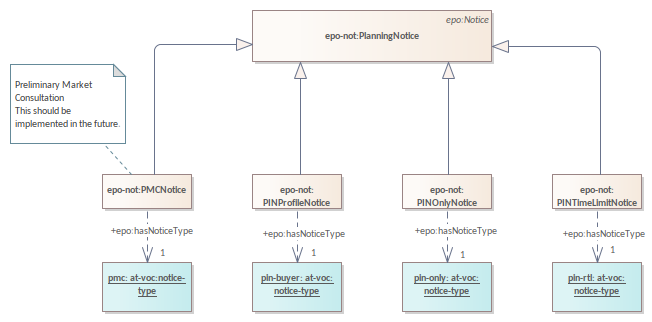 epo:Notice
epo-not:PlanningNotice
Preliminary Market
Consultation
This should be
implemented in the future.
epo-not:PMCNotice
epo-not:
PINProfileNotice
epo-not:
PINOnlyNotice
epo-not:
PINTimeLimitNotice
+epo:hasNoticeType
+epo:hasNoticeType
+epo:hasNoticeType
+epo:hasNoticeType
1
1
1
1
pmc: at-voc:notice-
type
pin-buyer: at-voc:
notice-type
pin-only: at-voc:
notice-type
pin-rtl: at-voc:
notice-type